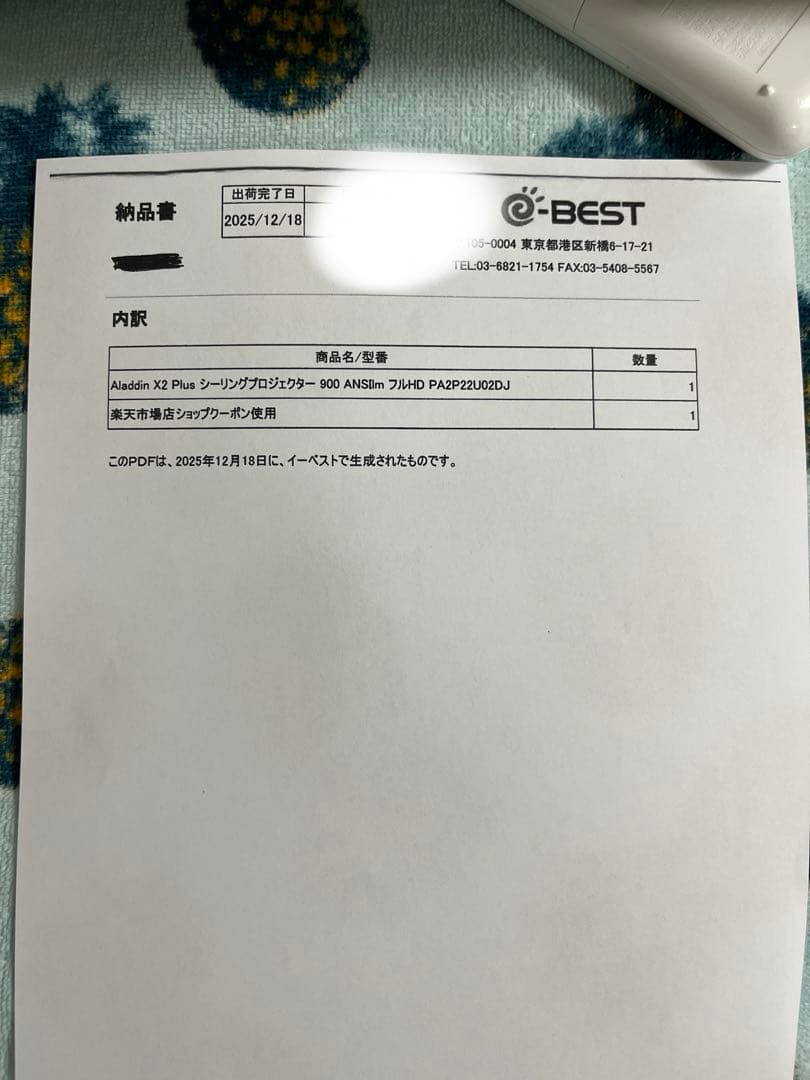 納品書
出荷完了日
2025/12/18
e-BEST
105-0004 東京都港区新橋6-17-21
TEL:03-6821-1754 FAX:03-5408-5567
内訳
商品名/型番 数量
Aladdin X2 Plus シーリングプロジェクター 900 ANSIlm フルHD PA2P22U02DJ 1
楽天市場店ショップクーポン使用 1
このPDFは、2025年12月18日に、イーベストで生成されたものです。